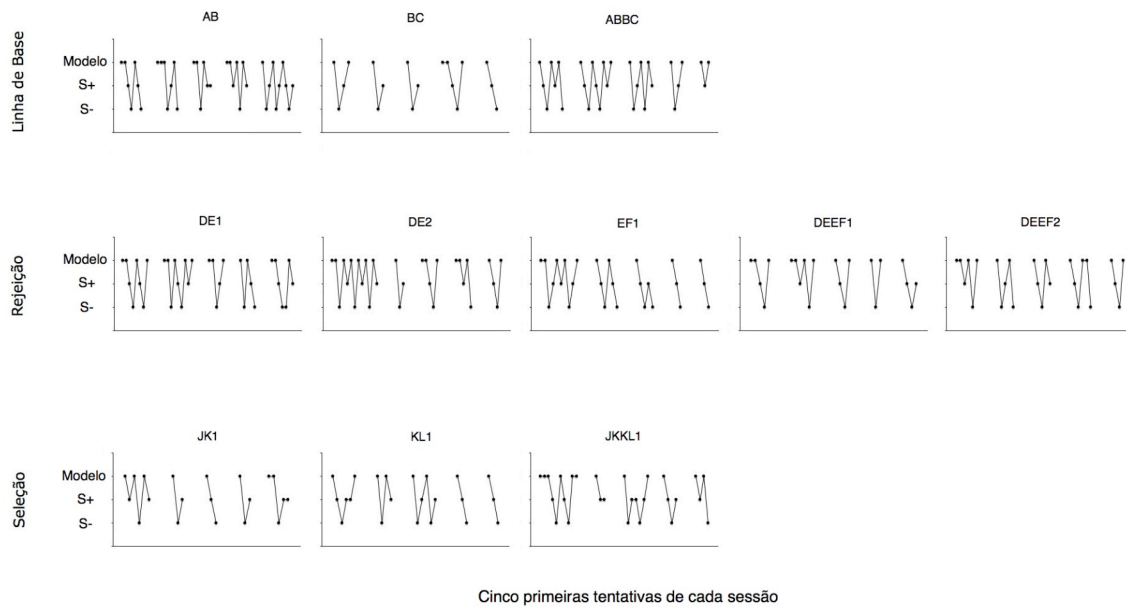 Linha de Base
AB
BC
ABBC
Modelo
S+
S-
Rejeição
DE1
DE2
EF1
DEEF1
DEEF2
Modelo
S+
S-
Seleção
JK1
KL1
JKKL1
Modelo
S+
S-
Cinco primeiras tentativas de cada sessão